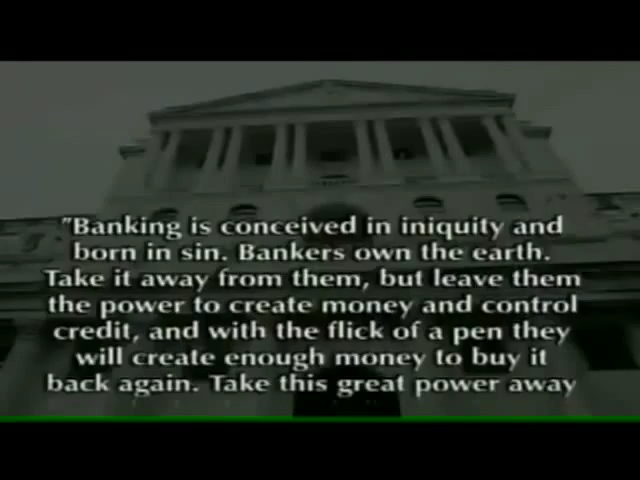 "Banking is conceived in iniquity and
born in sin. Bankers own the earth.
Take it away from them, but leave them
the power to create money and control
credit, and with the flick of a pen they
will create enough money to buy it
back again. Take this great power away